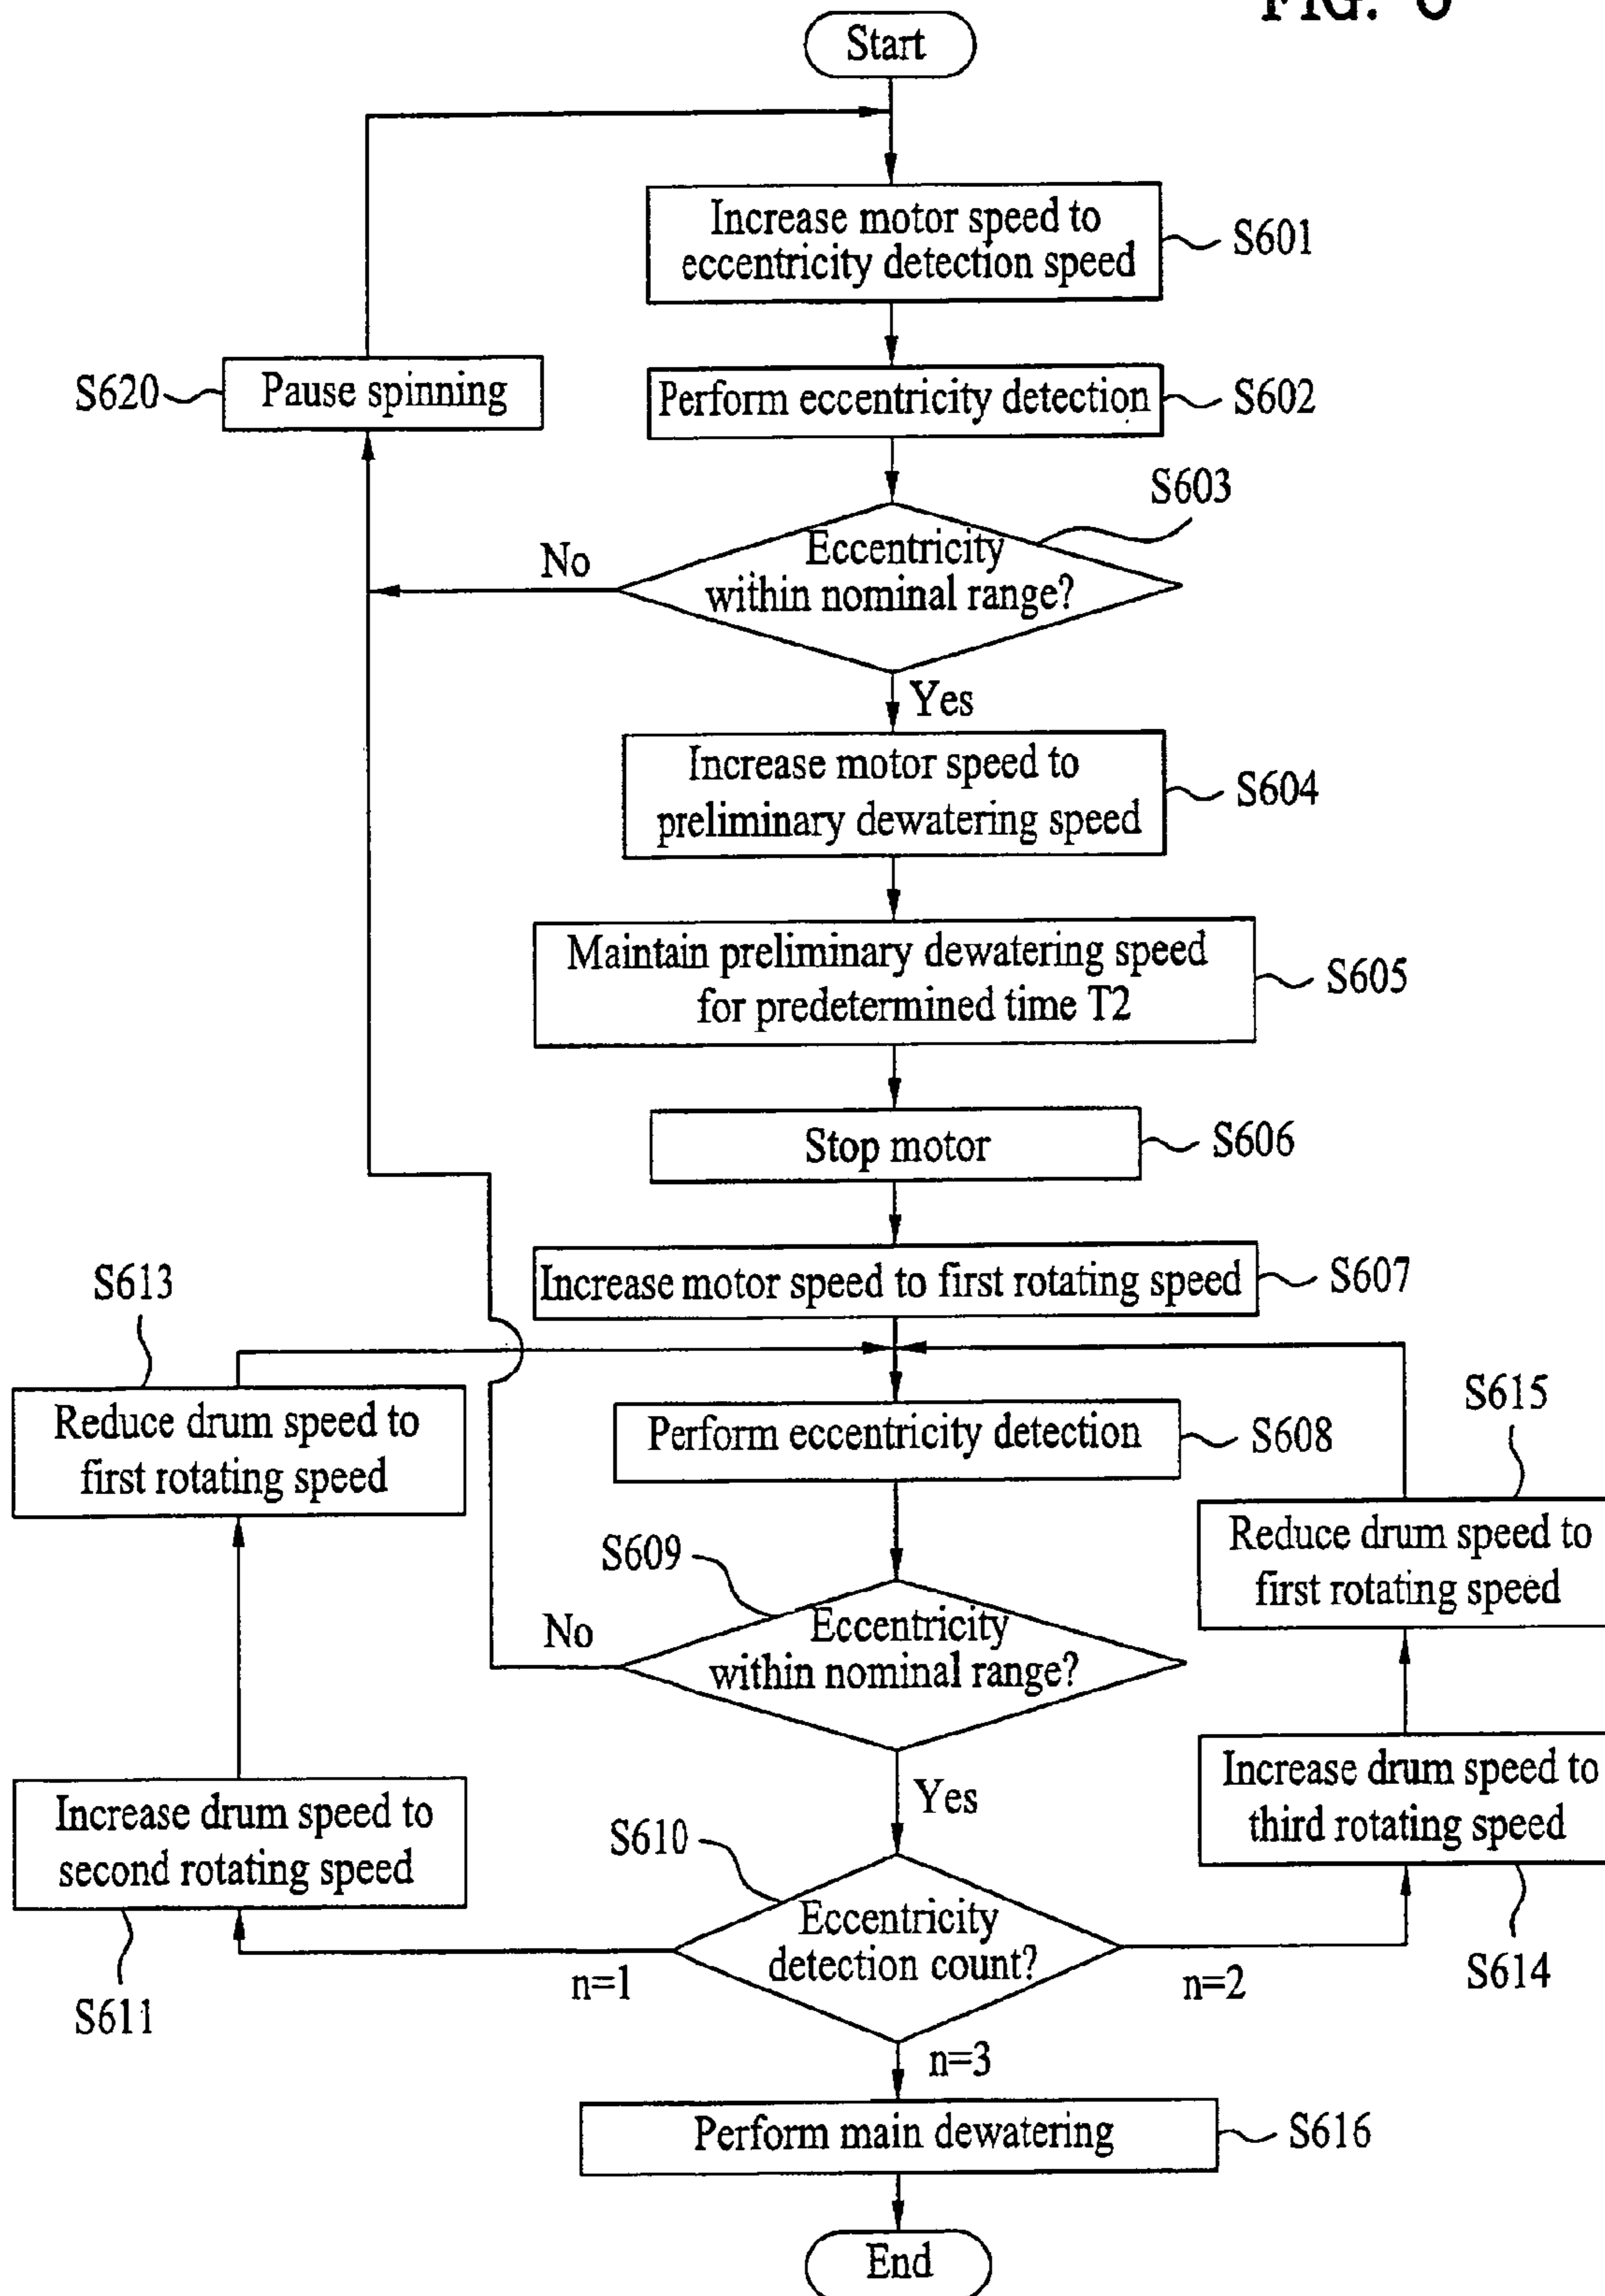 FIG. 6
Start
Increase motor speed to
eccentricity detection speed
S601
S620
Pause spinning
Perform eccentricity detection
S602
S603
Eccentricity
within nominal range?
No
Yes
Increase motor speed to
preliminary dewatering speed
S604
Maintain preliminary dewatering speed
for predetermined time T2
S605
Stop motor
S606
Increase motor speed to first rotating speed
S607
S613
Reduce drum speed to
first rotating speed
Perform eccentricity detection
S608
S615
Reduce drum speed to
first rotating speed
S609
Eccentricity
within nominal range?
No
Yes
Increase drum speed to
second rotating speed
S611
Increase drum speed to
third rotating speed
S614
S610
Eccentricity
detection count?
n=1
n=2
n=3
Perform main dewatering
S616
End